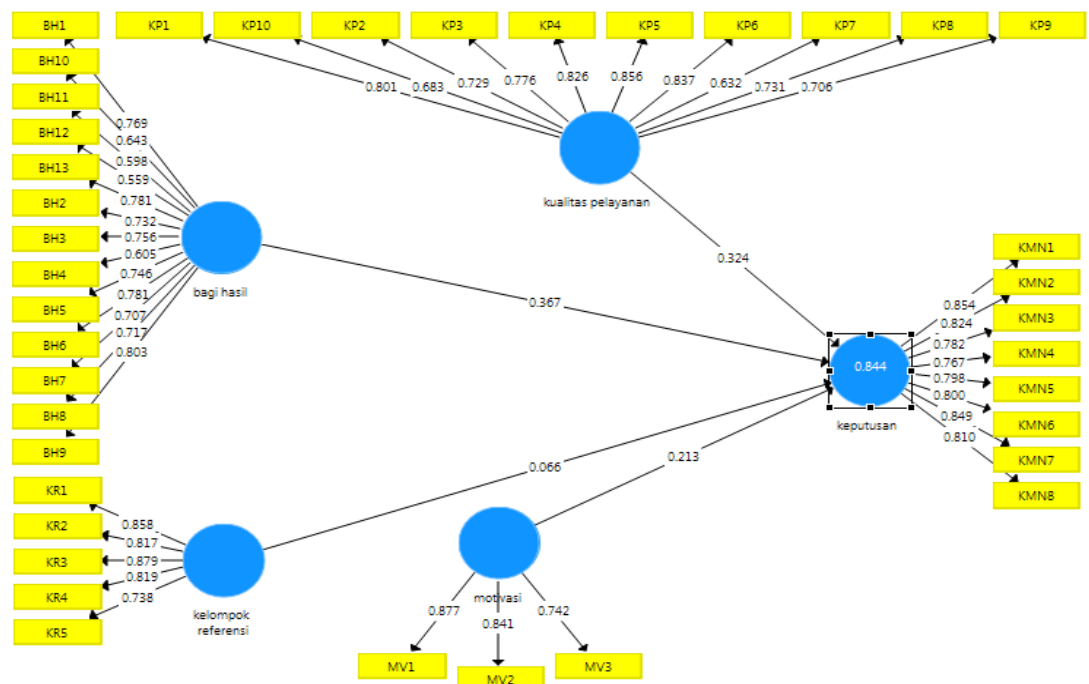 BH1
KP1
KP10
KP2
KP3
KP4
KP5
KP6
KP7
KP8
KP9
0.801
0.683
0.729
0.776
0.826
0.856
0.837
0.632
0.731
0.706
kualitas pelayanan
BH10
BH11
BH12
BH13
BH2
BH3
BH4
BH5
BH6
BH7
BH8
BH9
0.769
0.643
0.598
0.559
0.781
0.732
0.756
0.605
0.746
0.781
0.707
0.717
0.803
bagi hasil
0.324
0.367
0.844
keputusan
0.854
0.824
0.782
0.767
0.798
0.800
0.849
0.810
KMN1
KMN2
KMN3
KMN4
KMN5
KMN6
KMN7
KMN8
0.066
0.213
KR1
KR2
KR3
KR4
KR5
0.858
0.817
0.879
0.819
0.738
kelompok
referensi
motivasi
0.877
0.841
0.742
MV1
MV2
MV3